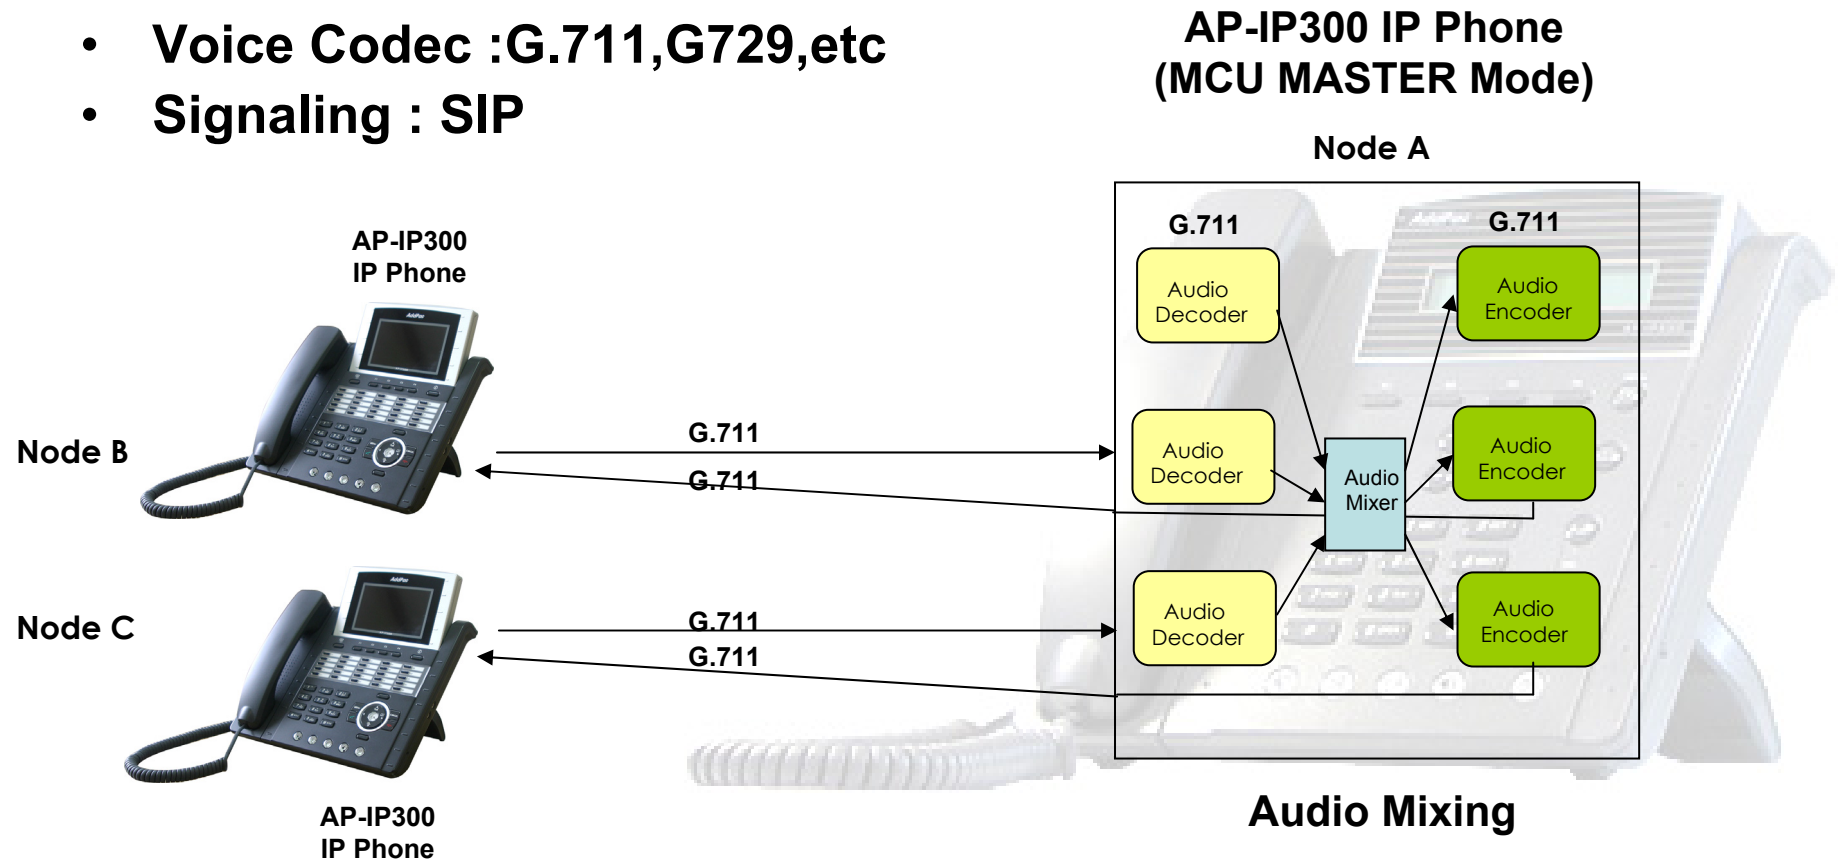 • Voice Codec :G.711,G729,etc
• Signaling : SIP
AP-IP300 IP Phone
(MCU MASTER Mode)
Node A
AP-IP300
IP Phone
AddPac
Node B
G.711
G.711
AddPac
Node C
G.711
G.711
AP-IP300
IP Phone
G.711
G.711
Audio
Decoder
Audio
Encoder
Audio
Decoder
Audio
Mixer
Audio
Encoder
Audio
Decoder
Audio
Encoder
Audio Mixing